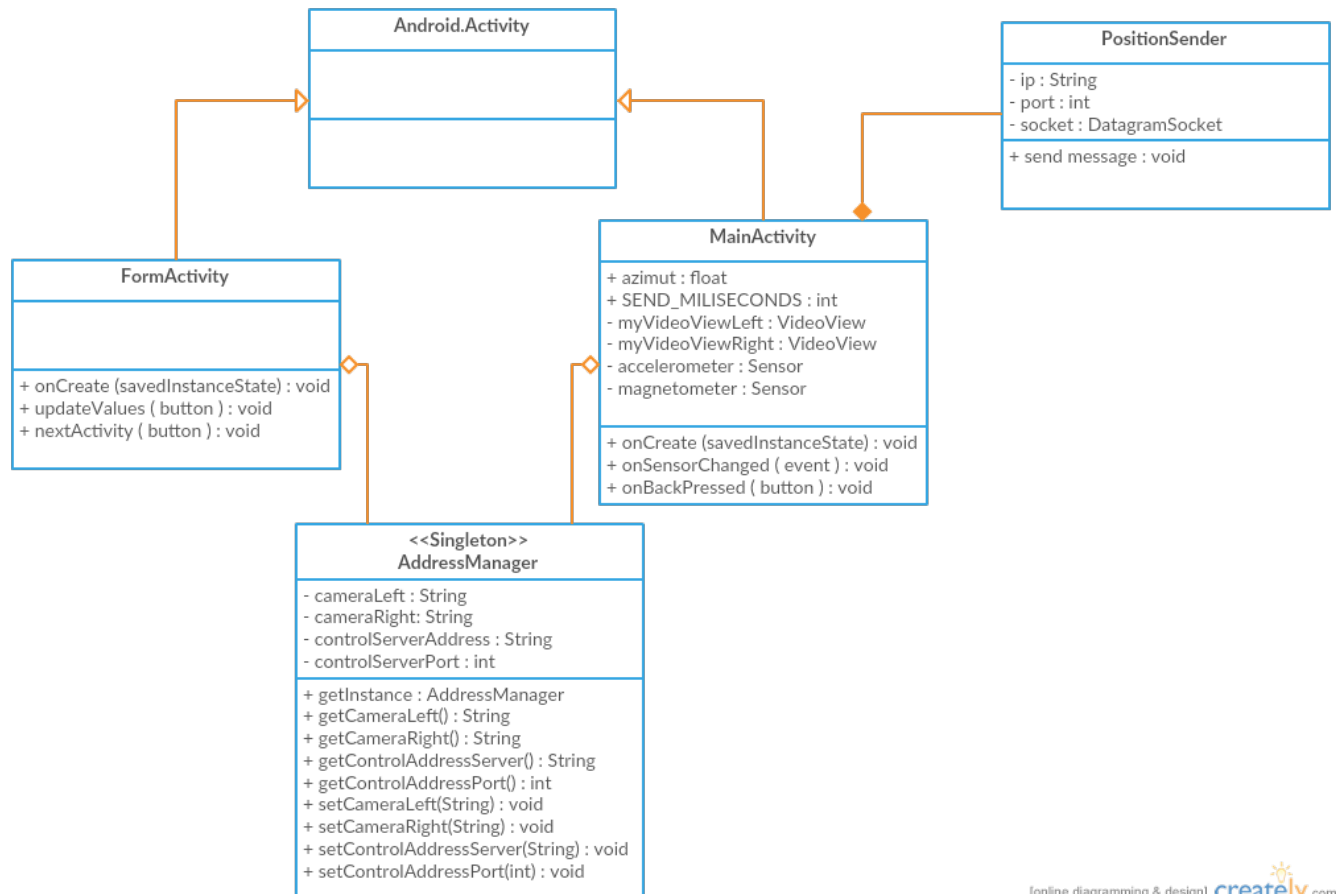 Android.Activity
PositionSender
- ip : String
- port : int
- socket : DatagramSocket
+ send message : void
MainActivity
+ azimut : float
+ SEND_MILISECONDS : int
- myVideoViewLeft : VideoView
- myVideoViewRight : VideoView
- accelerometer : Sensor
- magnetometer : Sensor
+ onCreate (savedInstanceState) : void
+ onSensorChanged ( event ) : void
+ onBackPressed ( button ) : void
FormActivity
+ onCreate (savedInstanceState) : void
+ updateValues ( button ) : void
+ nextActivity ( button ) : void
<<Singleton>>
AddressManager
- cameraLeft : String
- cameraRight: String
- controlServerAddress : String
- controlServerPort : int
+ getInstance : AddressManager
+ getCameraLeft() : String
+ getCameraRight() : String
+ getControlAddressServer() : String
+ getControlAddressPort() : int
+ setCameraLeft(String) : void
+ setCameraRight(String) : void
+ setControlAddressServer(String) : void
+ setControlAddressPort(int) : void
[online diagramming & design] creately.com